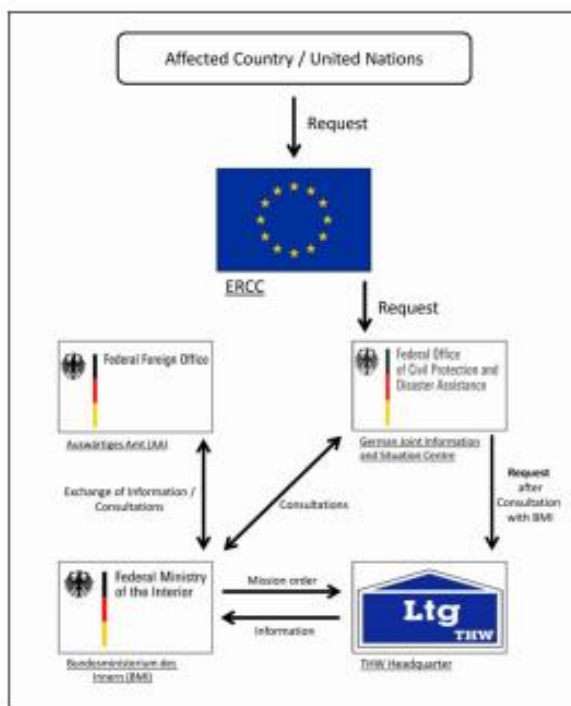 Affected Country / United Nations
Request
ERCC
Request
Federal Foreign Office
Auswärtiges Amt (AA)
Federal Office
of Civil Protection and
Disaster Assistance
German Joint Information
and Situation Centre
Exchange of Information /
Consultations
Consultations
Request
after
Consultation
with BMI
Federal Ministry
of the Interior
Bundesministerium des
Innern (BMI)
Mission order
Information
Ltg
THW
THW Headquarter